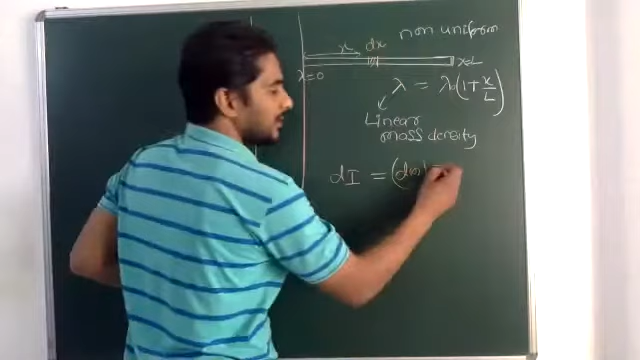 non uniform
x dx
x=0 x=L
λ = λ₀(1+x/L)
Linear
mass density
dI = (dm)